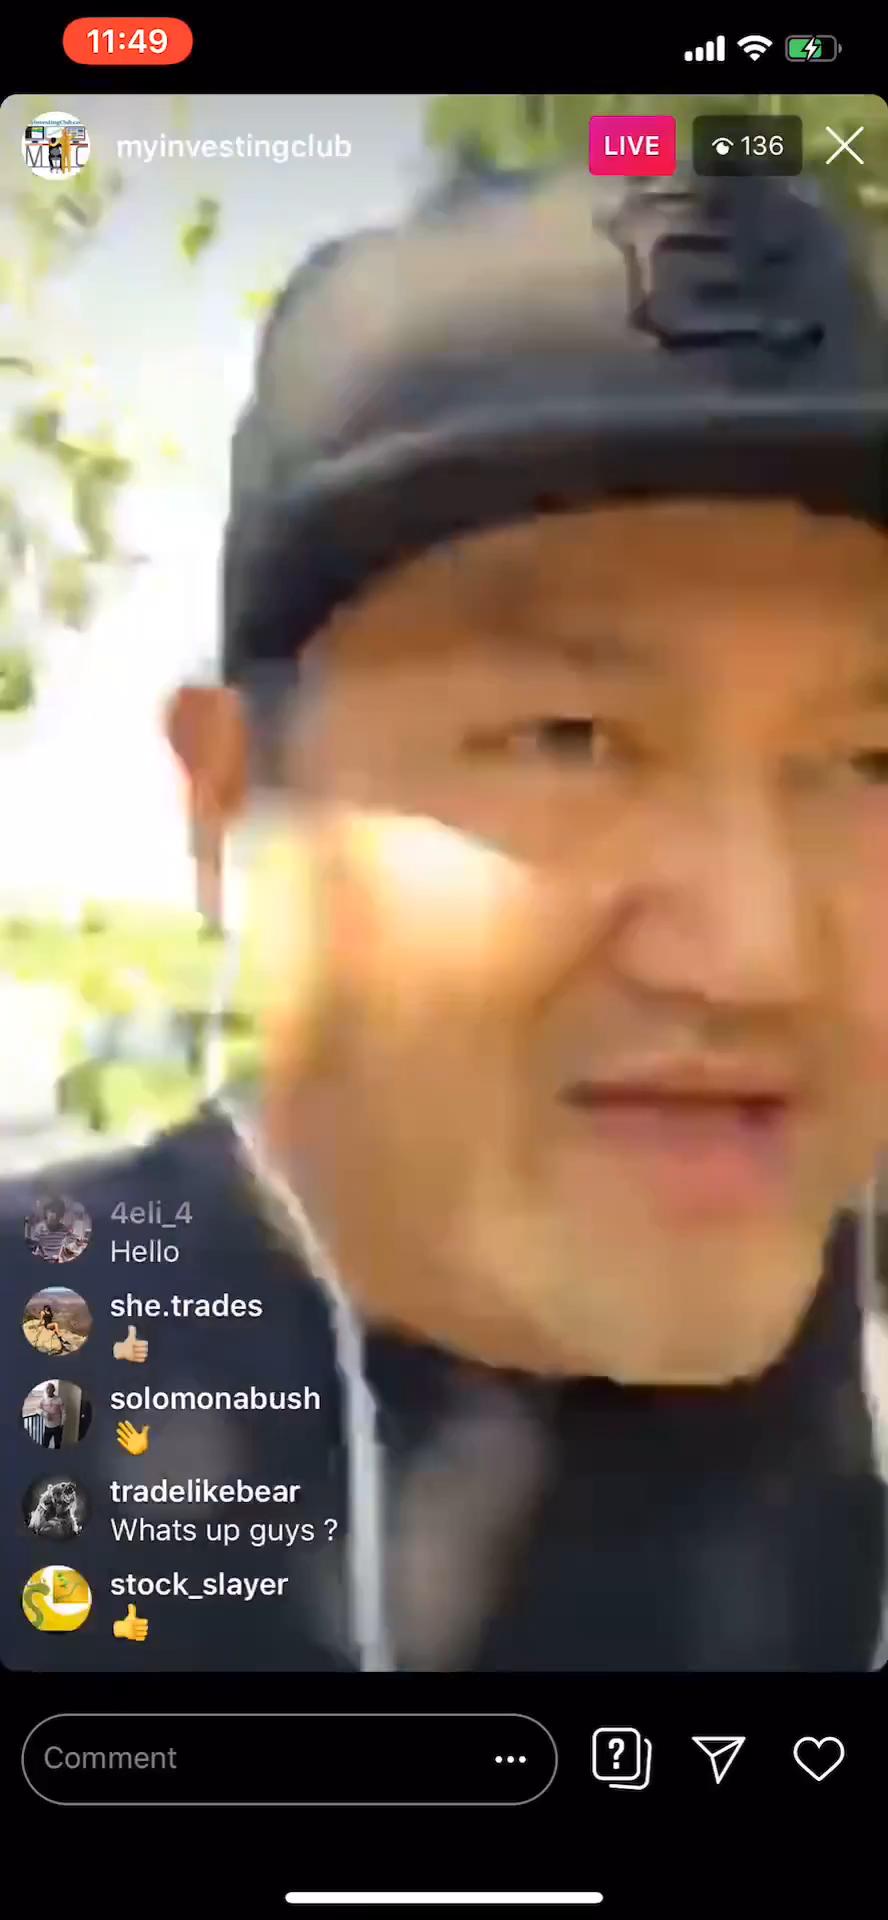 11:49
myinvestingclub
LIVE
136
4eli_4
Hello
she.trades
solomonabush
tradelikebear
Whats up guys ?
stock_slayer
Comment
?